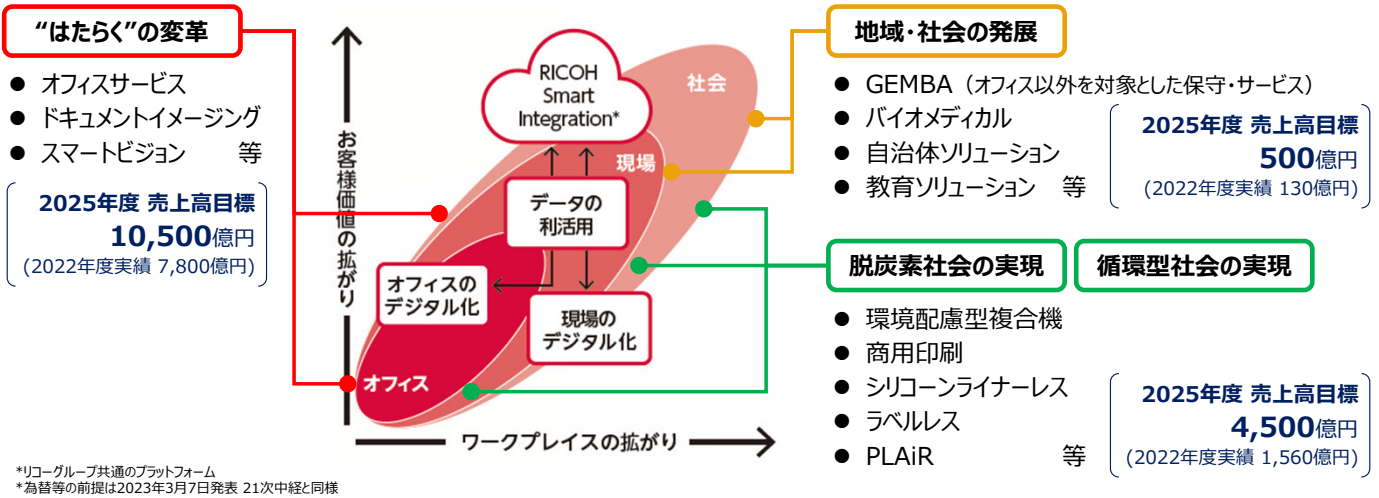 “はたらく”の変革
● オフィスサービス
● ドキュメントイメージング
● スマートビジョン 等
2025年度 売上高目標
10,500億円
(2022年度実績 7,800億円)
お客様価値の拡がり
RICOH
Smart
Integration*
社会
現場
データの
利活用
オフィスの
デジタル化
現場の
デジタル化
オフィス
ワークプレイスの拡がり
地域・社会の発展
● GEMBA（オフィス以外を対象とした保守・サービス）
● バイオメディカル
● 自治体ソリューション
● 教育ソリューション 等
2025年度 売上高目標
500億円
(2022年度実績 130億円)
脱炭素社会の実現
循環型社会の実現
● 環境配慮型複合機
● 商用印刷
● シリコーンライナーレス
● ラベルレス
● PLAiR 等
2025年度 売上高目標
4,500億円
(2022年度実績 1,560億円)
*リコーグループ共通のプラットフォーム
*為替等の前提は2023年3月7日発表 21次中経と同様